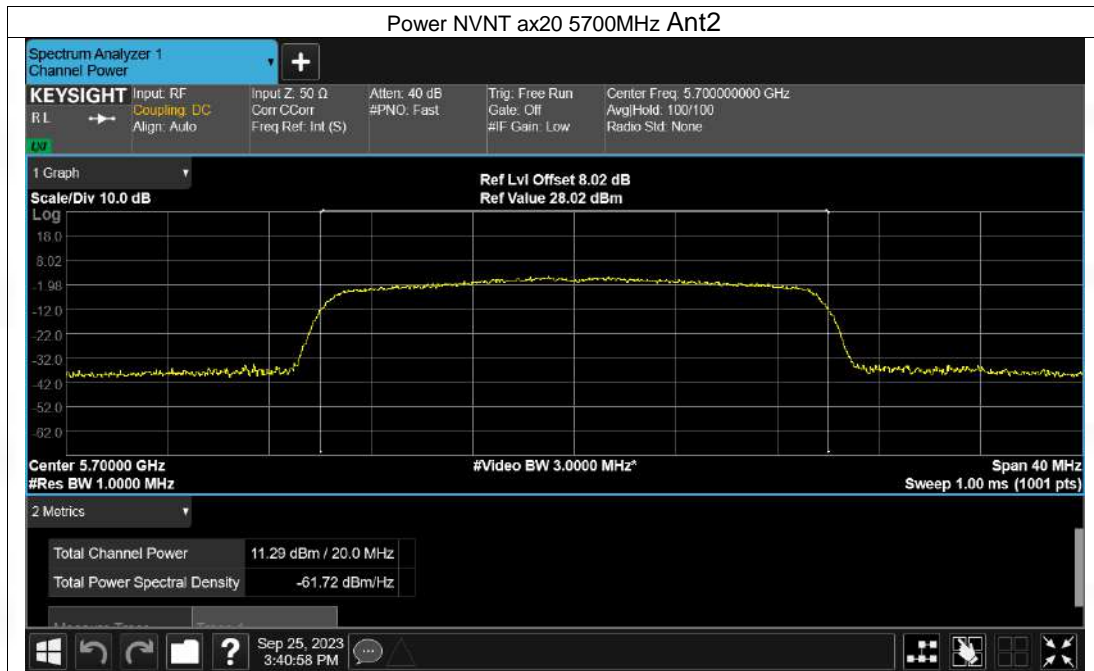 Power NVNT ax20 5700MHz Ant2
Spectrum Analyzer 1
Channel Power
KEYSIGHT
R L
LXI
Input: RF
Coupling: DC
Align: Auto
Input Z: 50 Ω
Corr CCorr
Freq Ref: Int (S)
Atten: 40 dB
#PNO: Fast
Trig: Free Run
Gate: Off
#IF Gain: Low
Center Freq: 5.700000000 GHz
Avg|Hold: 100/100
Radio Std: None
1 Graph
Scale/Div 10.0 dB
Ref Lvl Offset 8.02 dB
Ref Value 28.02 dBm
Log
18.0
8.02
-1.98
-12.0
-22.0
-32.0
-42.0
-52.0
-62.0
Center 5.70000 GHz
#Video BW 3.0000 MHz*
Span 40 MHz
#Res BW 1.0000 MHz
Sweep 1.00 ms (1001 pts)
2 Metrics
Total Channel Power 11.29 dBm / 20.0 MHz
Total Power Spectral Density -61.72 dBm/Hz
?
Sep 25, 2023
3:40:58 PM